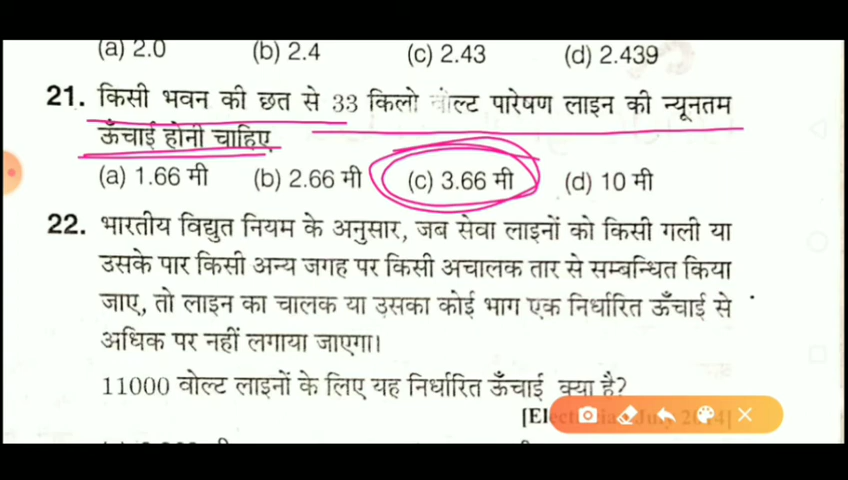 (a) 2.0 (b) 2.4 (c) 2.43 (d) 2.439
21. किसी भवन की छत से 33 किलो वोल्ट पारेषण लाइन की न्यूनतम
ऊँचाई होनी चाहिए
(a) 1.66 मी (b) 2.66 मी (c) 3.66 मी (d) 10 मी
22. भारतीय विद्युत नियम के अनुसार, जब सेवा लाइनों को किसी गली या
उसके पार किसी अन्य जगह पर किसी अचालक तार से सम्बन्धित किया
जाए, तो लाइन का चालक या उसका कोई भाग एक निर्धारित ऊँचाई से
अधिक पर नहीं लगाया जाएगा।
11000 वोल्ट लाइनों के लिए यह निर्धारित ऊँचाई क्या है?